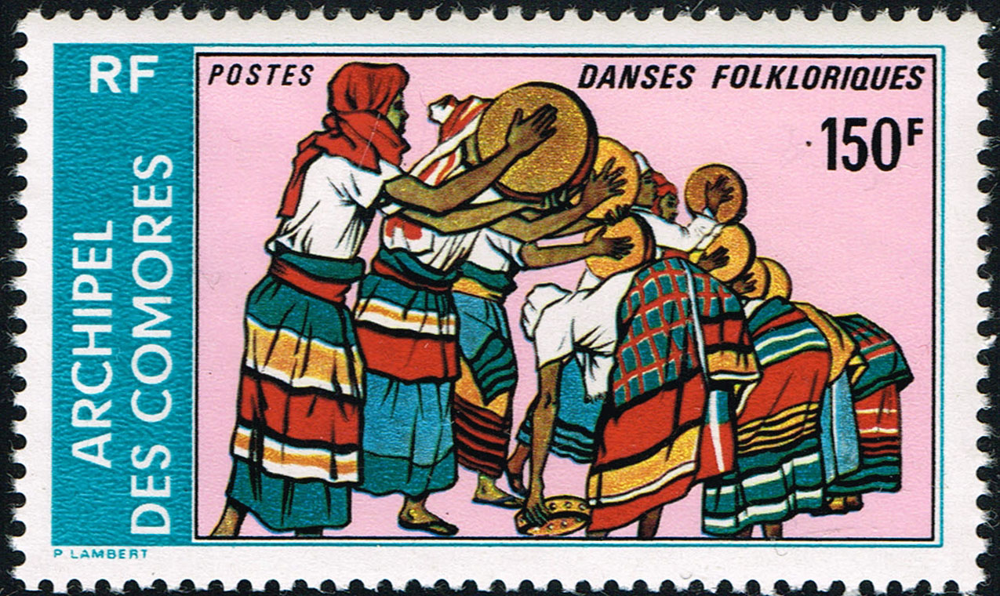 RF
ARCHIPEL
DES COMORES
POSTES
DANSES FOLKLORIQUES
150F
P LAMBERT